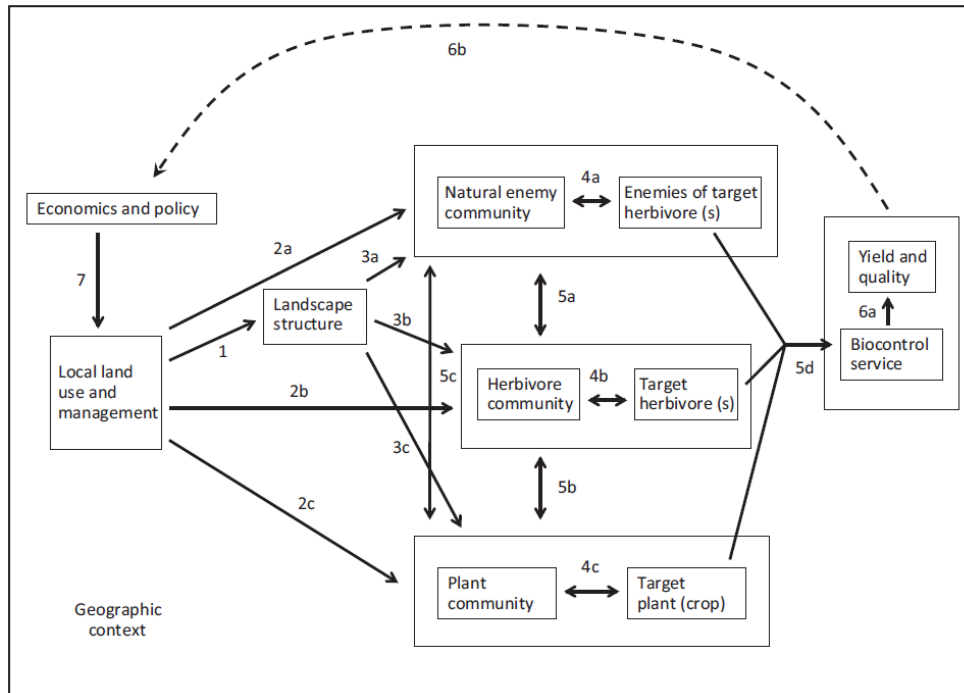 6b
Natural enemy
community
4a
Enemies of target
herbivore (s)
Economics and policy
2a
3a
Yield and
quality
7
5a
Landscape
structure
6a
3b
1
Biocontrol
service
Local land
use and
management
5c
5d
Herbivore
community
4b
Target
herbivore (s)
2b
3c
5b
2c
4c
Plant
community
Target
plant (crop)
Geographic
context